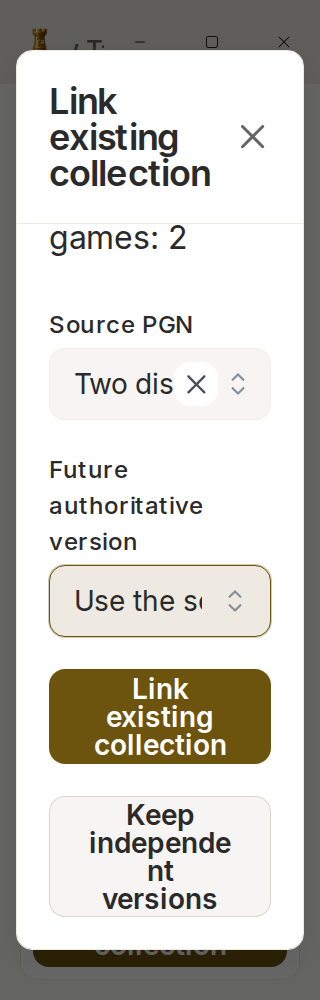 Link
existing
collection
games: 2
Source PGN
Two dis
Future
authoritative
version
Use the
Link
existing
collection
Keep
independe
nt
versions
collection